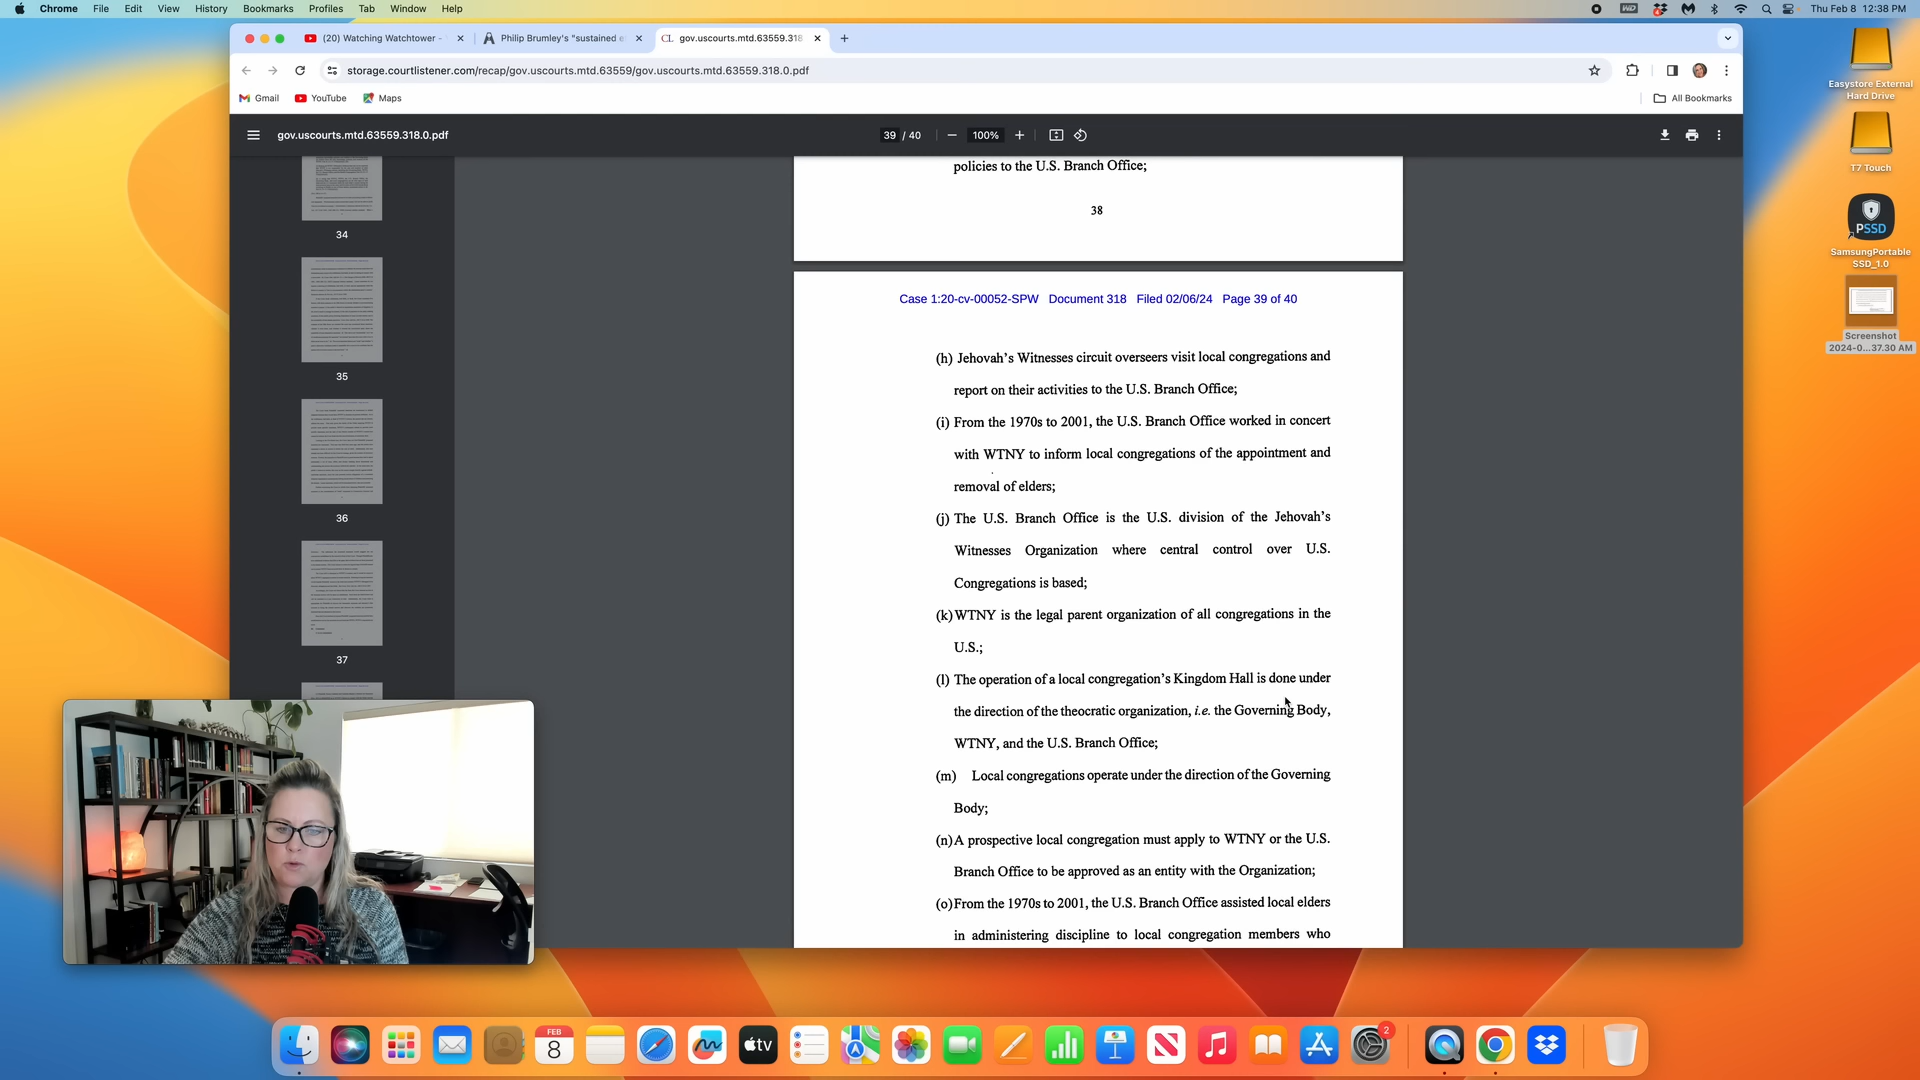 Chrome File Edit View History Bookmarks Profiles Tab Window Help
Thu Feb 8 12:38 PM
(20) Watching Watchtower -
Philip Brumley's "sustained e
CL gov.uscourts.mtd.63559.318
storage.courtlistener.com/recap/gov.uscourts.mtd.63559/gov.uscourts.mtd.63559.318.0.pdf
Gmail YouTube Maps
All Bookmarks
gov.uscourts.mtd.63559.318.0.pdf
39 / 40
100%
34
35
36
37
policies to the U.S. Branch Office;
38
Case 1:20-cv-00052-SPW Document 318 Filed 02/06/24 Page 39 of 40
(h) Jehovah's Witnesses circuit overseers visit local congregations and
report on their activities to the U.S. Branch Office;
(i) From the 1970s to 2001, the U.S. Branch Office worked in concert
with WTNY to inform local congregations of the appointment and
removal of elders;
(j) The U.S. Branch Office is the U.S. division of the Jehovah's
Witnesses Organization where central control over U.S.
Congregations is based;
(k) WTNY is the legal parent organization of all congregations in the
U.S.;
(l) The operation of a local congregation's Kingdom Hall is done under
the direction of the theocratic organization, i.e. the Governing Body,
WTNY, and the U.S. Branch Office;
(m) Local congregations operate under the direction of the Governing
Body;
(n) A prospective local congregation must apply to WTNY or the U.S.
Branch Office to be approved as an entity with the Organization;
(o) From the 1970s to 2001, the U.S. Branch Office assisted local elders
in administering discipline to local congregation members who
Easystore External
Hard Drive
T7 Touch
PSSD
SamsungPortable
SSD_1.0
Screenshot
2024-0...37.30 AM
FEB
8
tv
2